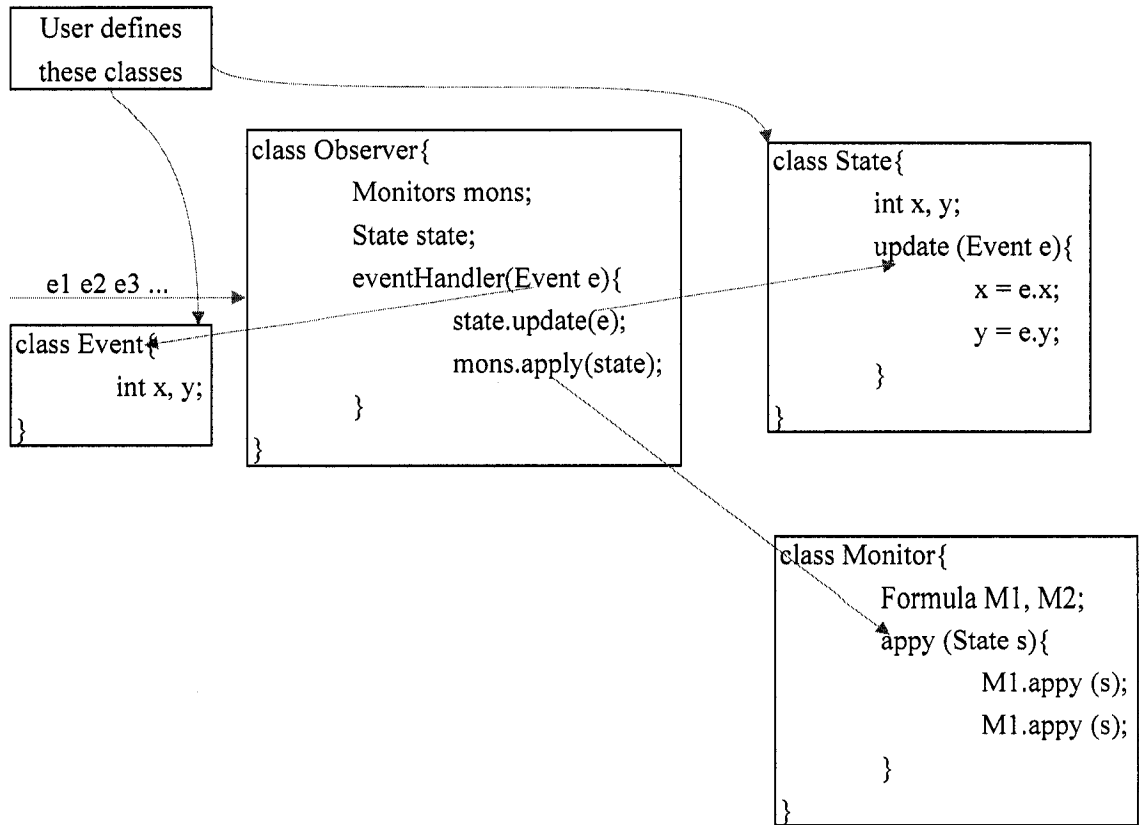 User defines
these classes
class Observer{
Monitors mons;
State state;
eventHandler(Event e){
state.update(e);
mons.apply(state);
}
}
class State{
int x, y;
update (Event e){
x = e.x;
y = e.y;
}
}
e1 e2 e3 ...
class Event{
int x, y;
}
class Monitor{
Formula M1, M2;
appy (State s){
M1.appy (s);
M1.appy (s);
}
}